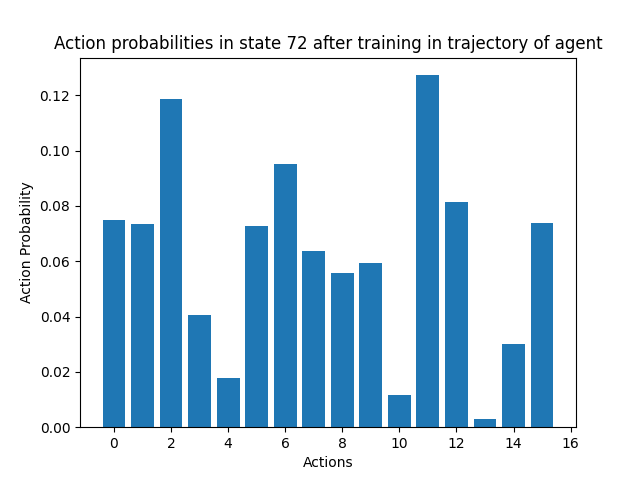 Action probabilities in state 72 after training in trajectory of agent
0.12
0.10
0.08
0.06
0.04
0.02
0.00
Action Probability
0 2 4 6 8 10 12 14 16
Actions